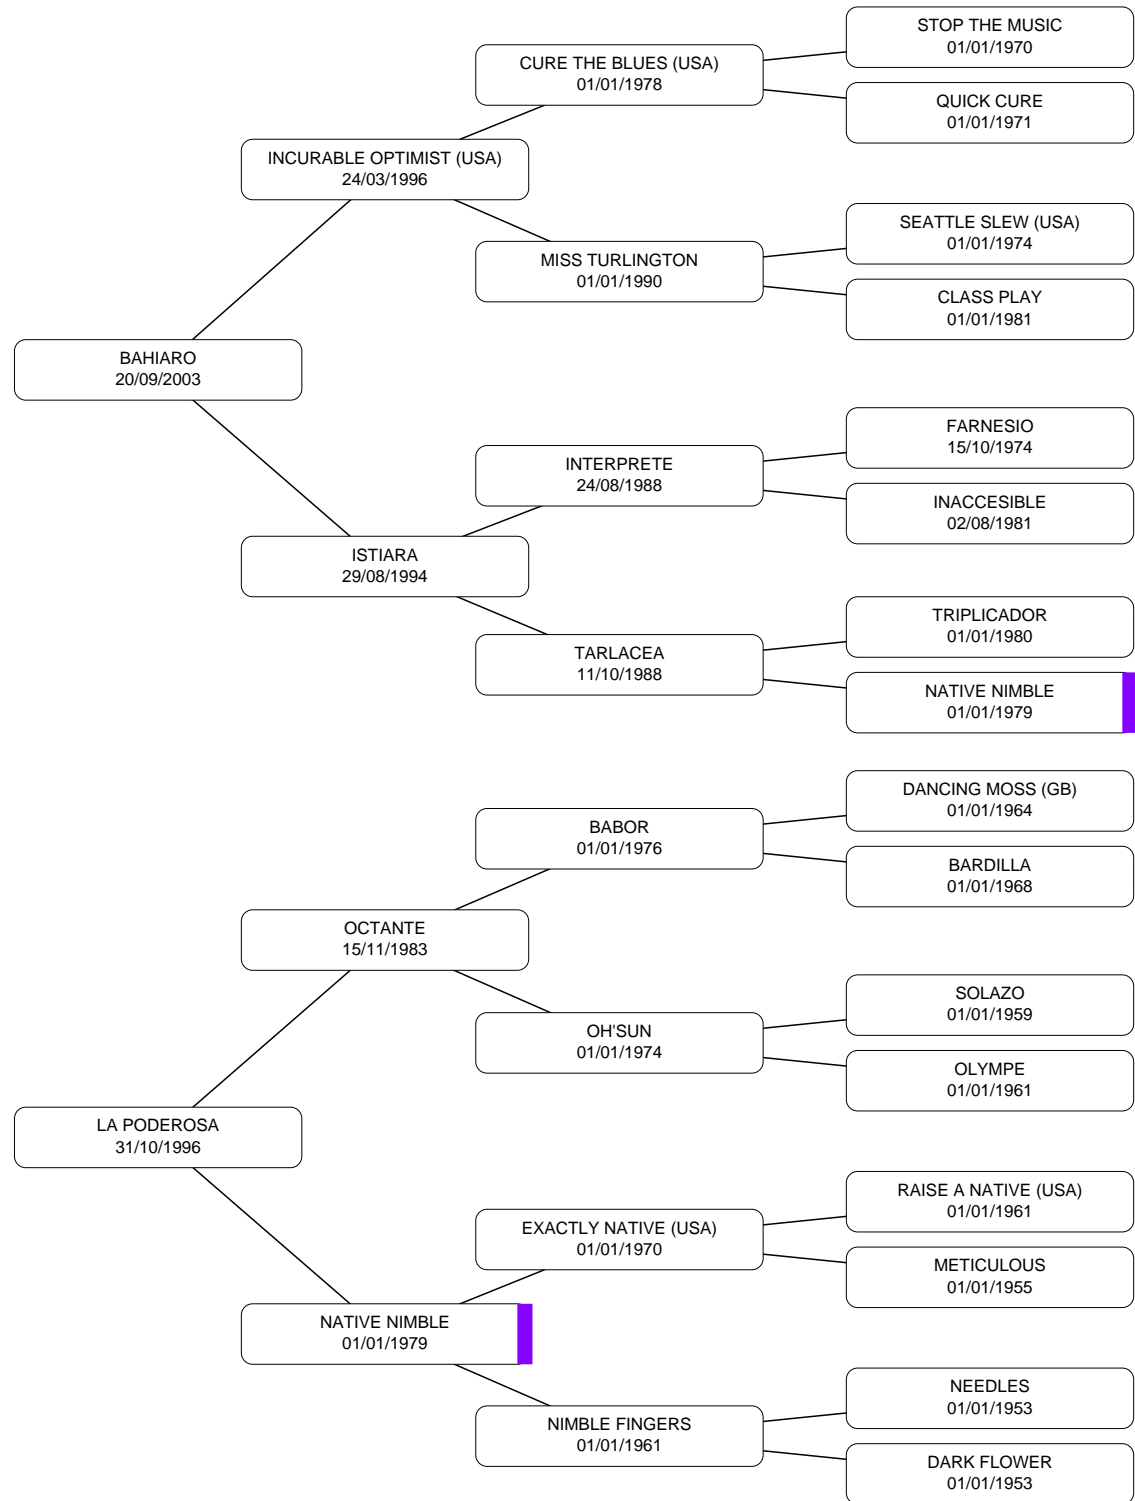 STOP THE MUSIC
01/01/1970
CURE THE BLUES (USA)
01/01/1978
QUICK CURE
01/01/1971
INCURABLE OPTIMIST (USA)
24/03/1996
SEATTLE SLEW (USA)
01/01/1974
MISS TURLINGTON
01/01/1990
CLASS PLAY
01/01/1981
BAHIARO
20/09/2003
FARNESIO
15/10/1974
INTERPRETE
24/08/1988
INACCESIBLE
02/08/1981
ISTIARA
29/08/1994
TRIPLICADOR
01/01/1980
TARLACEA
11/10/1988
NATIVE NIMBLE
01/01/1979
DANCING MOSS (GB)
01/01/1964
BABOR
01/01/1976
BARDILLA
01/01/1968
OCTANTE
15/11/1983
SOLAZO
01/01/1959
OH'SUN
01/01/1974
OLYMPE
01/01/1961
LA PODEROSA
31/10/1996
RAISE A NATIVE (USA)
01/01/1961
EXACTLY NATIVE (USA)
01/01/1970
METICULOUS
01/01/1955
NATIVE NIMBLE
01/01/1979
NEEDLES
01/01/1953
NIMBLE FINGERS
01/01/1961
DARK FLOWER
01/01/1953